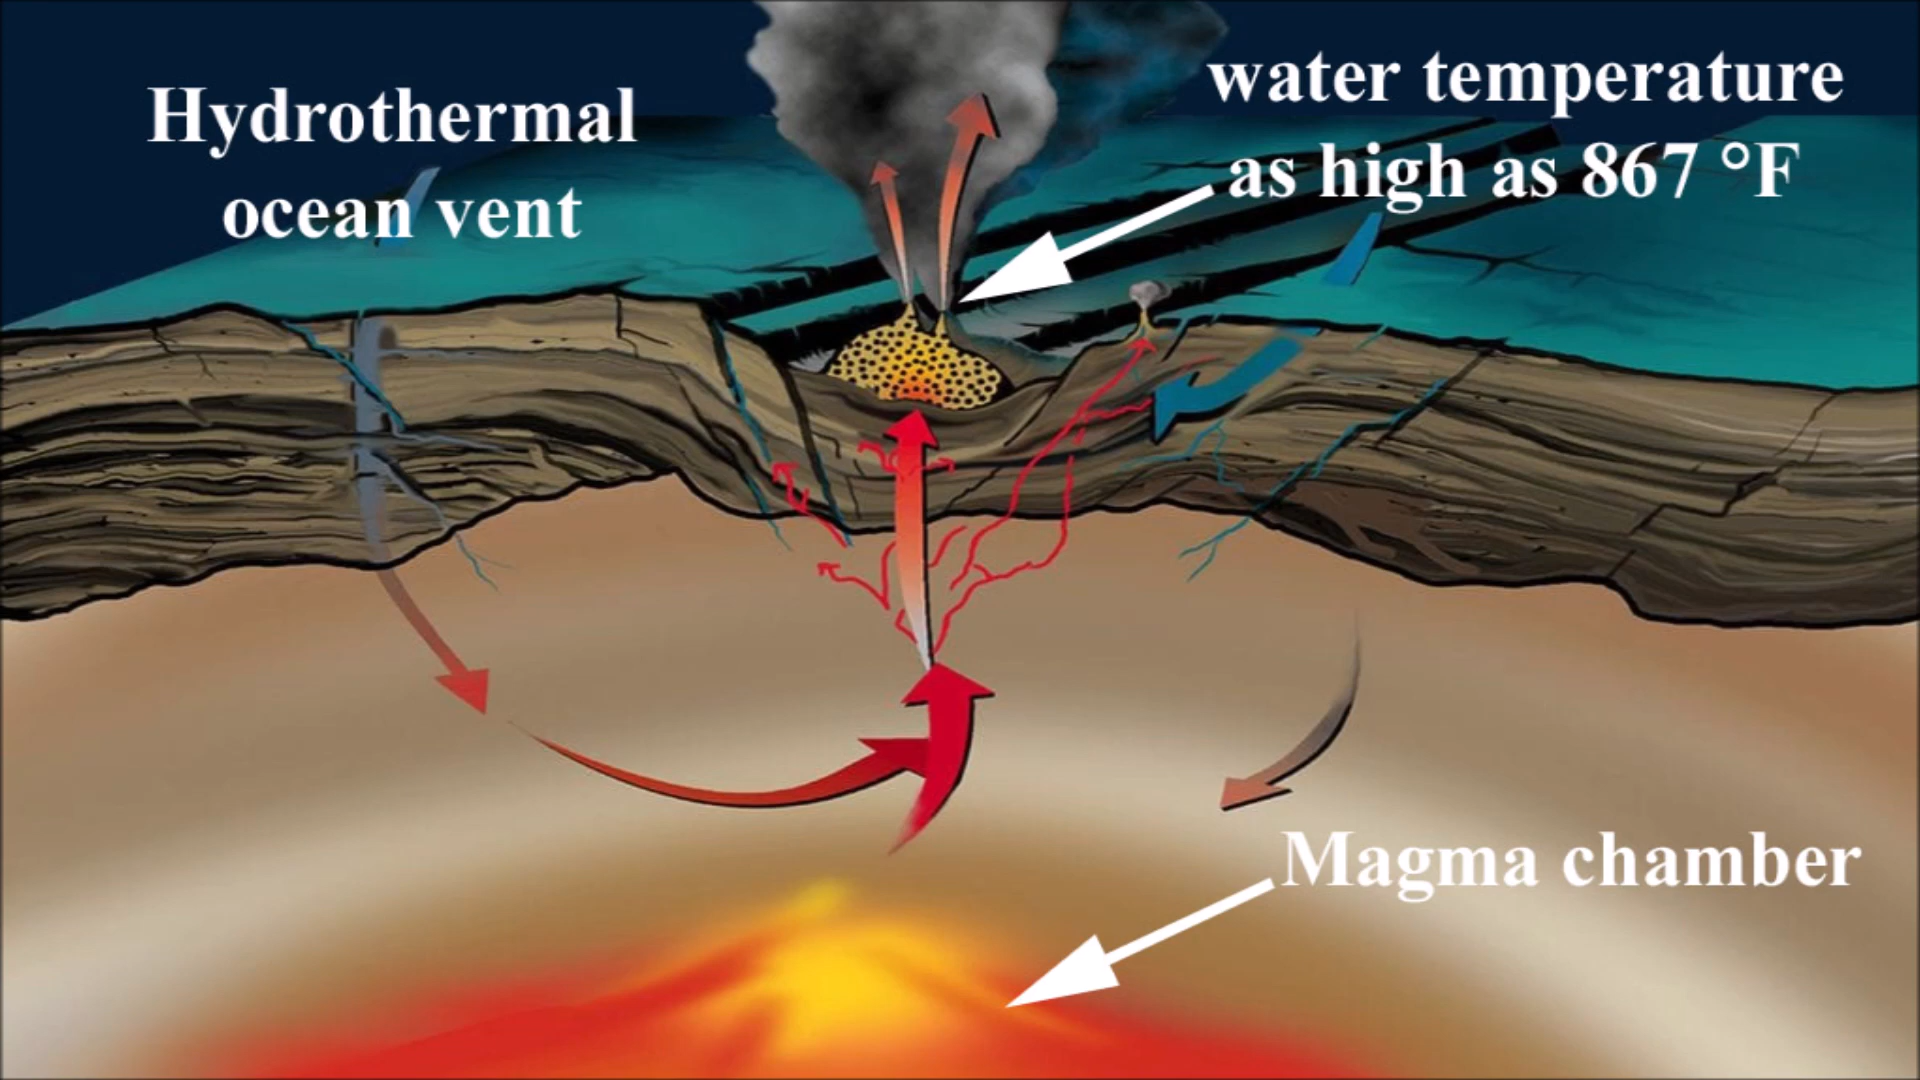 Hydrothermal
ocean vent
water temperature
as high as 867 °F
Magma chamber